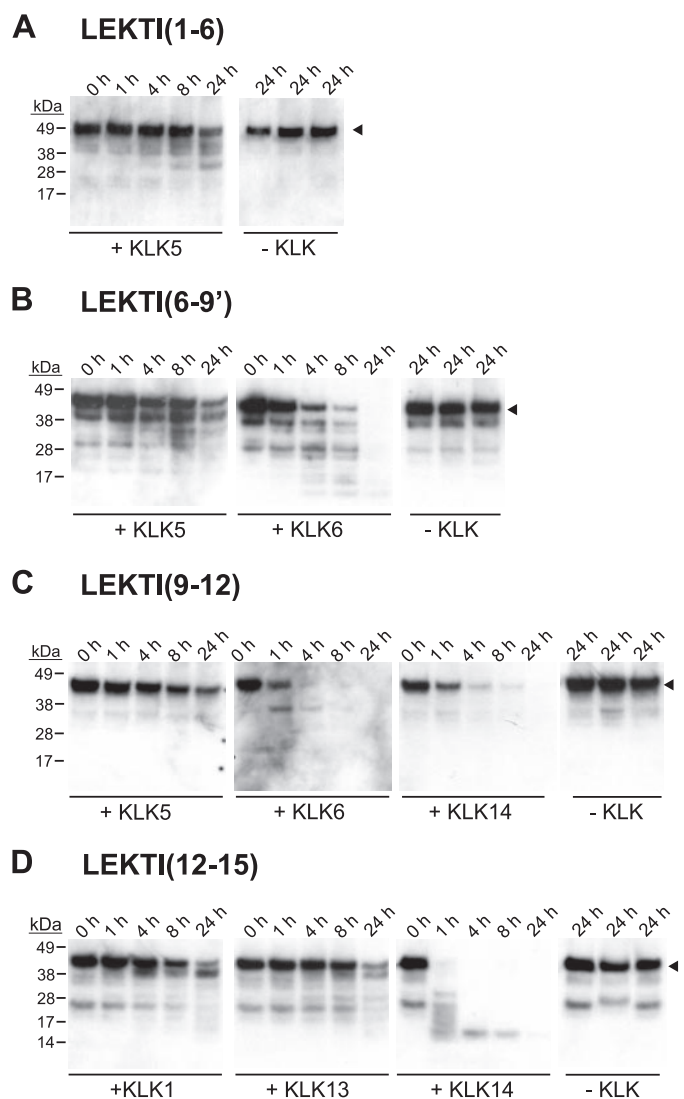 A LEKTI(1-6)
0 h 1 h 4 h 8 h 24 h 24 h 24 h 24 h
kDa
49
38
28
17
+ KLK5 - KLK
B LEKTI(6-9’)
0 h 1 h 4 h 8 h 24 h 0 h 1 h 4 h 8 h 24 h 24 h 24 h 24 h
kDa
49
38
28
17
+ KLK5 + KLK6 - KLK
C LEKTI(9-12)
0 h 1 h 4 h 8 h 24 h 0 h 1 h 4 h 8 h 24 h 0 h 1 h 4 h 8 h 24 h 24 h 24 h 24 h
kDa
49
38
28
17
+ KLK5 + KLK6 + KLK14 - KLK
D LEKTI(12-15)
0 h 1 h 4 h 8 h 24 h 0 h 1 h 4 h 8 h 24 h 0 h 1 h 4 h 8 h 24 h 24 h 24 h 24 h
kDa
49
38
28
17
14
+KLK1 + KLK13 + KLK14 - KLK